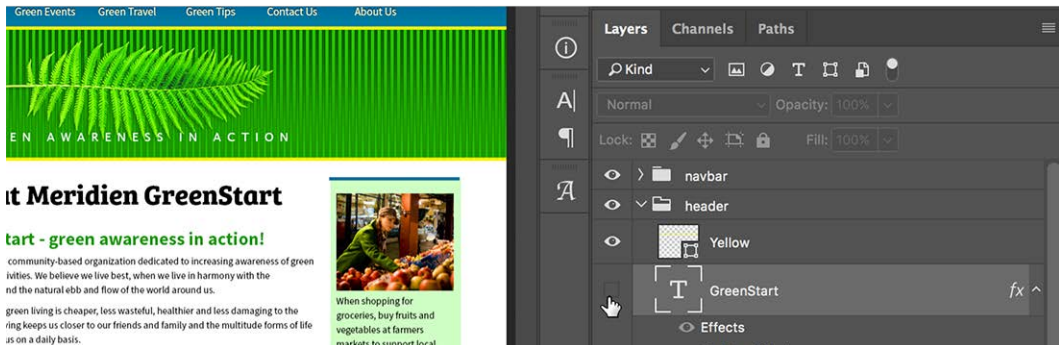 Green Events Green Travel Green Tips Contact Us About Us
EN AWARENESS IN ACTION
ut Meridien GreenStart
tart - green awareness in action!
community-based organization dedicated to increasing awareness of green
ivities. We believe we live best, when we live in harmony with the
nd the natural ebb and flow of the world around us.
green living is cheaper, less wasteful, healthier and less damaging to the
ving keeps us closer to our friends and family and the multitude forms of life
us on a daily basis.
When shopping for
groceries, buy fruits and
vegetables at farmers
markets to support local
Layers Channels Paths
Kind
Normal Opacity: 100%
Lock: Fill: 100%
navbar
header
Yellow
T GreenStart fx
Effects